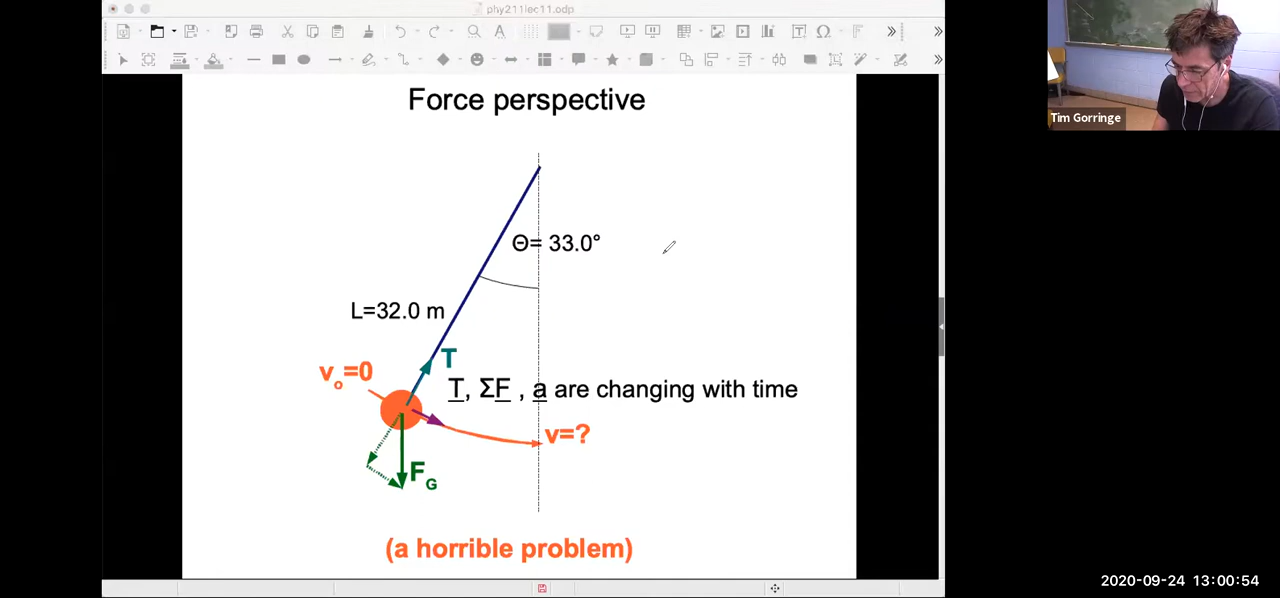 phy211lec11.odp
Tim Gorringe
Force perspective
Θ= 33.0°
L=32.0 m
T
vo=0
T, ΣF , a are changing with time
v=?
FG
(a horrible problem)
2020-09-24 13:00:54